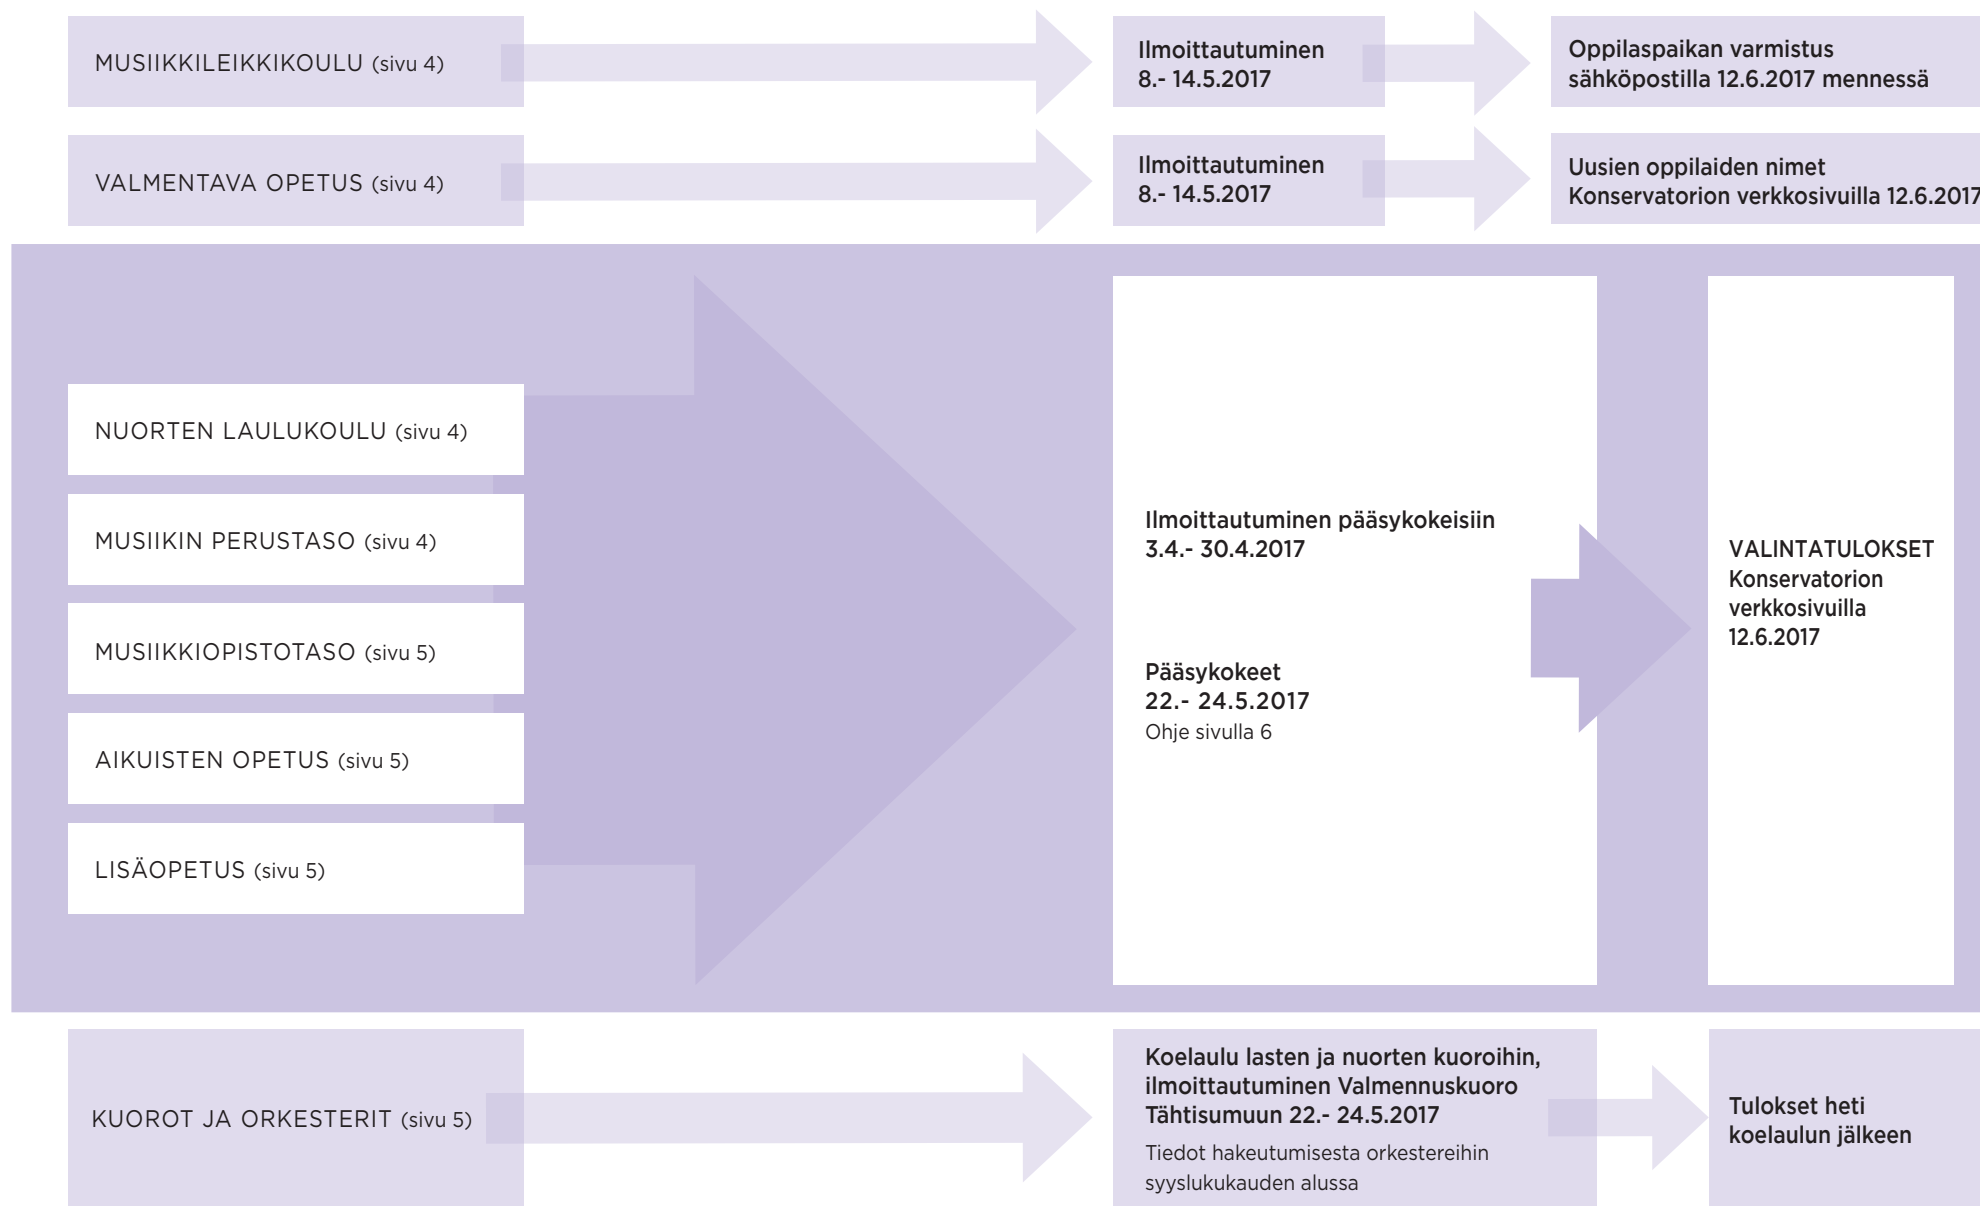 MUSIIKKILEIKKIKOULU (sivu 4)
Ilmoittautuminen
8.- 14.5.2017
Oppilaspaikan varmistus
sähköpostilla 12.6.2017 mennessä
VALMENTAVA OPETUS (sivu 4)
Ilmoittautuminen
8.- 14.5.2017
Uusien oppilaiden nimet
Konservatorion verkkosivuilla 12.6.2017
NUORTEN LAULUKOULU (sivu 4)
MUSIIKIN PERUSTASO (sivu 4)
MUSIIKKIOPISTOTASO (sivu 5)
AIKUISTEN OPETUS (sivu 5)
LISÄOPETUS (sivu 5)
Ilmoittautuminen pääsykokeisiin
3.4.- 30.4.2017
Pääsykokeet
22.- 24.5.2017
Ohje sivulla 6
VALINTATULOKSET
Konservatorion
verkkosivuilla
12.6.2017
KUOROT JA ORKESTERIT (sivu 5)
Koelaulu lasten ja nuorten kuoroihin,
ilmoittautuminen Valmennuskuoro
Tähtisumuun 22.- 24.5.2017
Tiedot hakeutumisesta orkestereihin
syyslukukauden alussa
Tulokset heti
koelaulun jälkeen